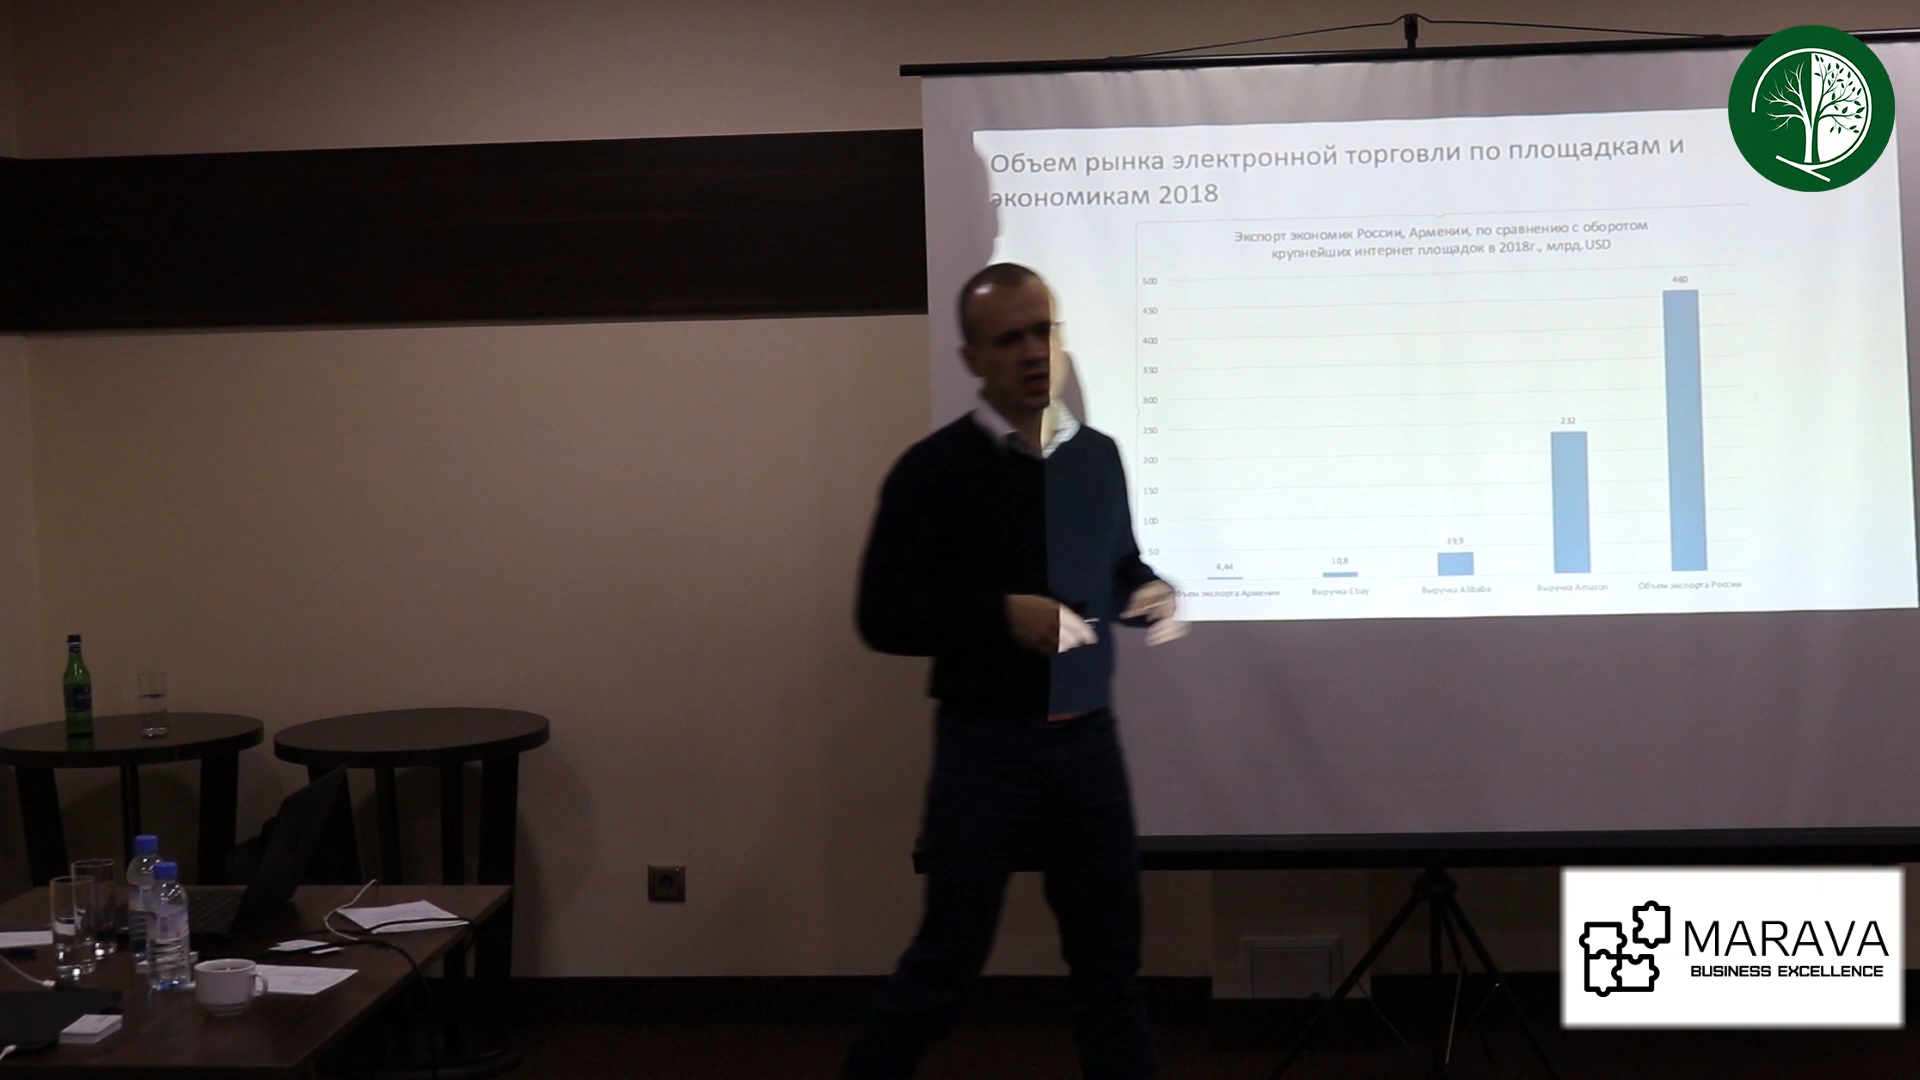 Объем рынка электронной торговли по площадкам и
экономикам 2018
Экспорт экономик России, Армении, по сравнению с оборотом
крупнейших интернет площадок в 2018г., млрд.USD
500
450
400
350
300
250
200
150
100
50
4,44
10,8
39,9
232
460
бъем экспорта Армении
Выручка Ebay
Выручка Alibaba
Выручка Amazon
Объем экспорта России
MARAVA
BUSINESS EXCELLENCE